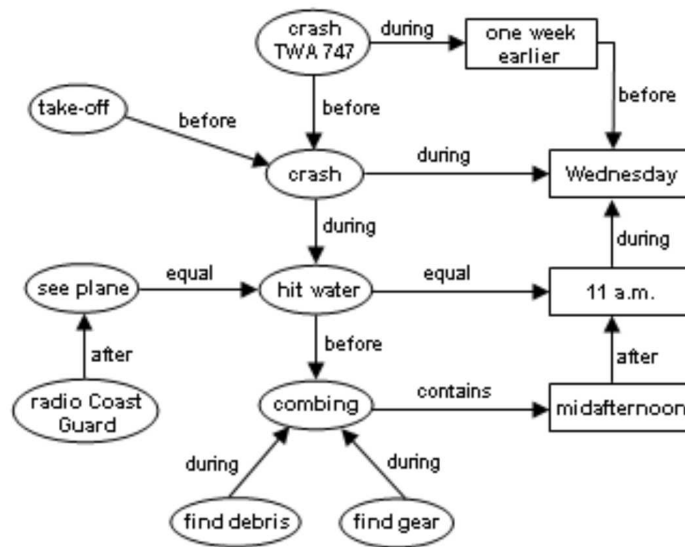 crash
TWA 747
during
one week
earlier
take-off
before
before
before
crash
during
Wednesday
during
during
see plane
equal
hit water
equal
11 a.m.
after
before
after
radio Coast
Guard
combing
contains
midafternoon
during
during
find debris
find gear